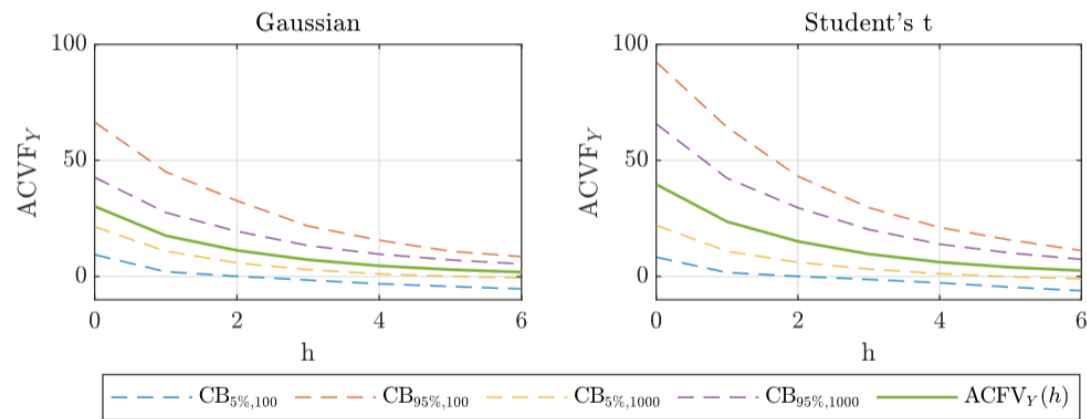 Gaussian
100
50
0
ACVF_Y
0 2 4 6
h
Student's t
100
50
0
ACVF_Y
0 2 4 6
h
CB_{5%,100} CB_{95%,100} CB_{5%,1000} CB_{95%,1000} ACFV_Y(h)